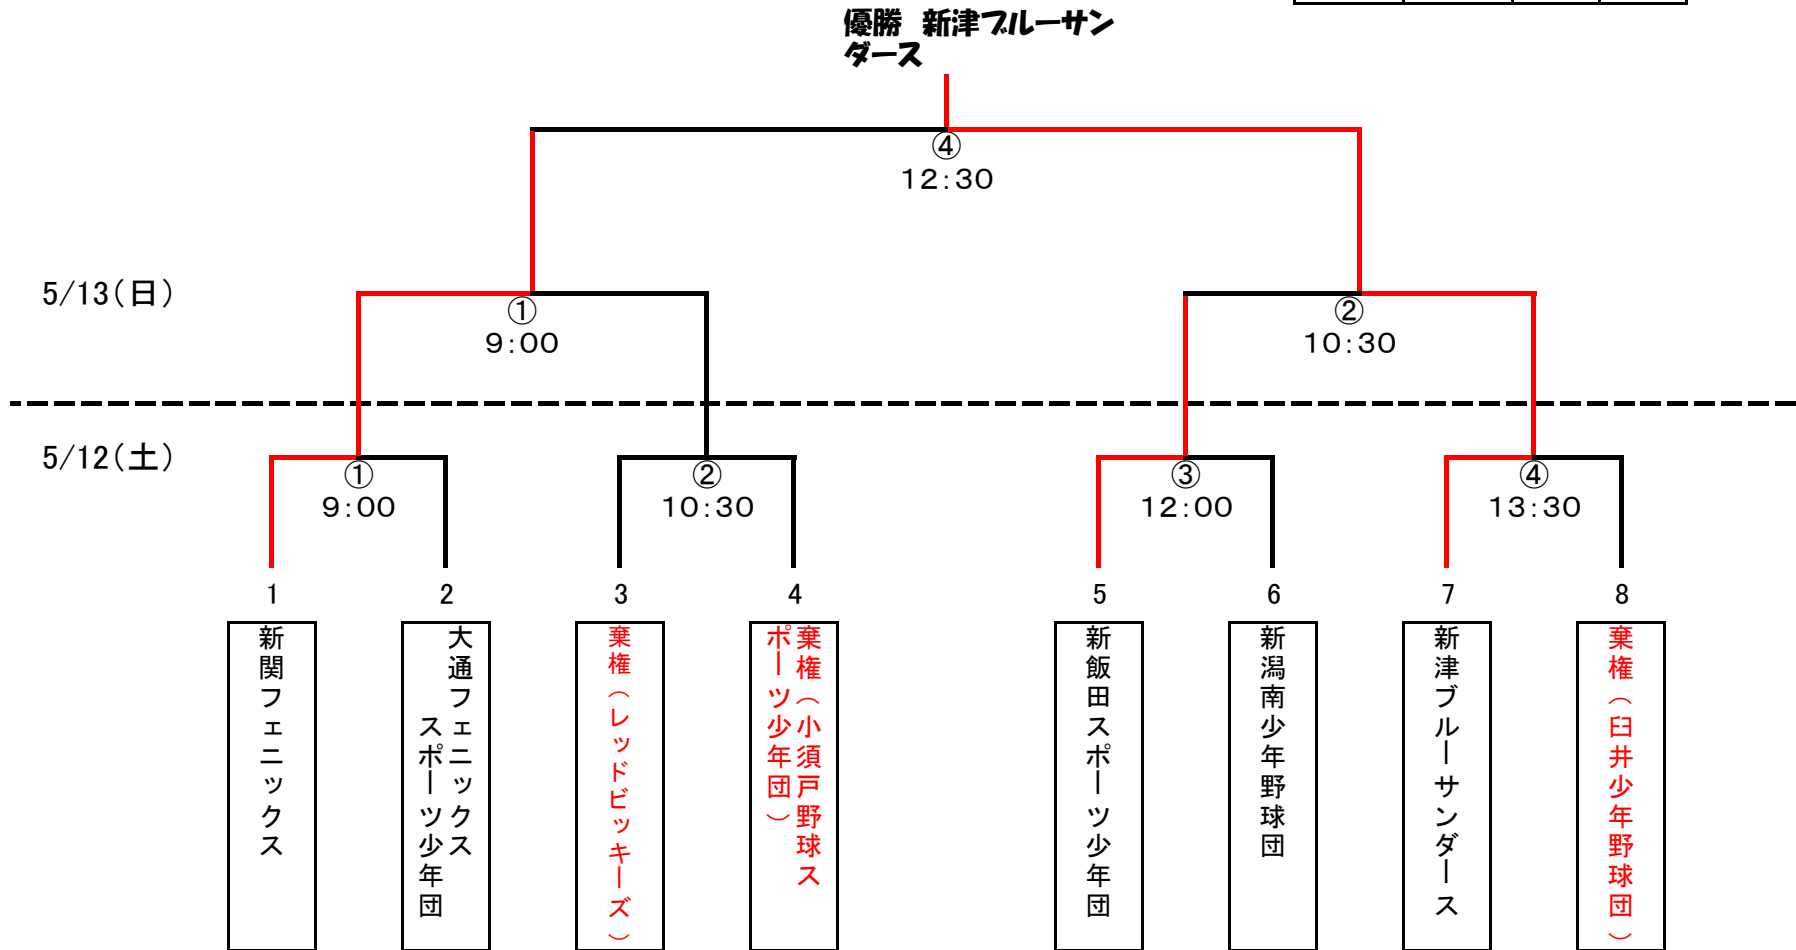 優勝　新津ブルーサン
ダース
④
12:30
5/13(日)
①
9:00
②
10:30
5/12(土)
①
9:00
②
10:30
③
12:00
④
13:30
1
2
3
4
5
6
7
8
新関フェニックス
大通フェニックス
スポーツ少年団
棄権（レッドビッキーズ）
棄権（小須戸野球ス
ポーツ少年団）
新飯田スポーツ少年団
新潟南少年野球団
新津ブルーサンダース
棄権（臼井少年野球団）